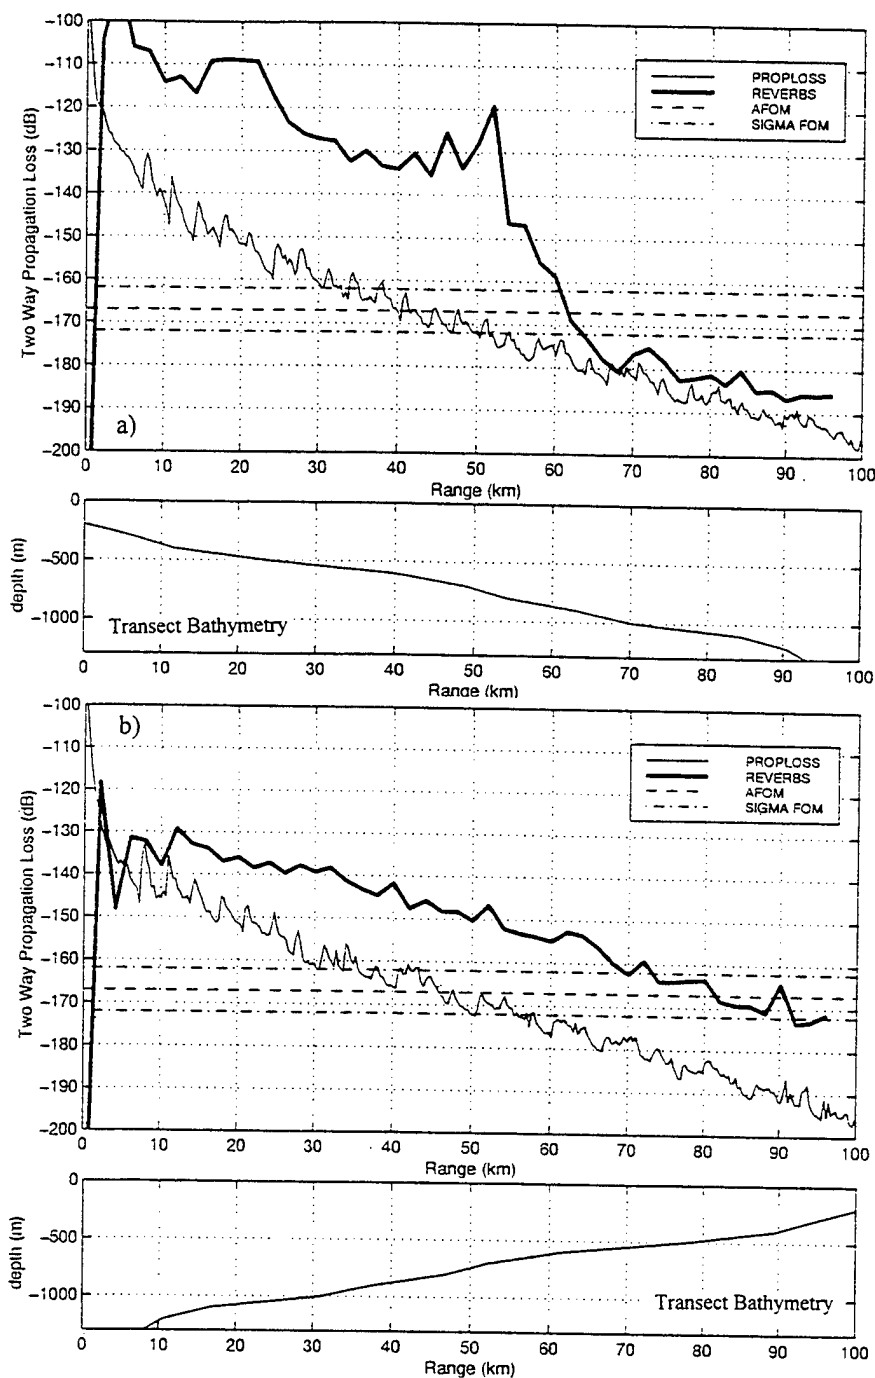 -100
-110
-120
-130
-140
-150
-160
-170
-180
-190
-200
Two Way Propagation Loss (dB)
PROPLOSS
REVERBS
AFOM
SIGMA FOM
a)
0 10 20 30 40 50 60 70 80 90 100
Range (km)
0
-500
-1000
depth (m)
Transect Bathymetry
0 10 20 30 40 50 60 70 80 90 100
Range (km)
-100
-110
-120
-130
-140
-150
-160
-170
-180
-190
-200
Two Way Propagation Loss (dB)
b)
PROPLOSS
REVERBS
AFOM
SIGMA FOM
0 10 20 30 40 50 60 70 80 90 100
Range (km)
0
-500
-1000
depth (m)
Transect Bathymetry
0 10 20 30 40 50 60 70 80 90 100
Range (km)